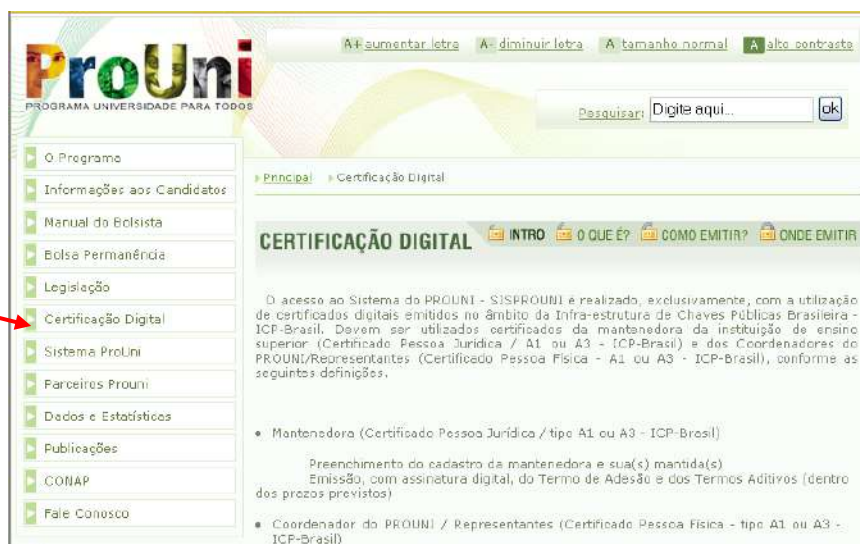 A+ aumentar letra A- diminuir letra A tamanho normal A alto contraste
ProUni
PROGRAMA UNIVERSIDADE PARA TODOS
Pesquisar: Digite aqui... ok
O Programa
Informações aos Candidatos
Manual do Bolsista
Bolsa Permanência
Legislação
Certificação Digital
Sistema ProUni
Parceiros Prouni
Dados e Estatísticas
Publicações
CONAP
Fale Conosco
Principal Certificação Digital
CERTIFICAÇÃO DIGITAL INTRO O QUE É? COMO EMITIR? ONDE EMITIR
O acesso ao Sistema do PROUNI - SISPROUNI é realizado, exclusivamente, com a utilização
de certificados digitais emitidos no âmbito da Infra-estrutura de Chaves Públicas Brasileira -
ICP-Brasil. Devem ser utilizados certificados da mantenedora da instituição de ensino
superior (Certificado Pessoa Jurídica / A1 ou A3 - ICP-Brasil) e dos Coordenadores do
PROUNI/Representantes (Certificado Pessoa Física - A1 ou A3 - ICP-Brasil), conforme as
seguintes definições.
• Mantenedora (Certificado Pessoa Jurídica / tipo A1 ou A3 - ICP-Brasil)
Preenchimento do cadastro da mantenedora e sua(s) mantida(s)
Emissão, com assinatura digital, do Termo de Adesão e dos Termos Aditivos (dentro
dos prazos previstos)
• Coordenador do PROUNI / Representantes (Certificado Pessoa Física - tipo A1 ou A3 -
ICP-Brasil)